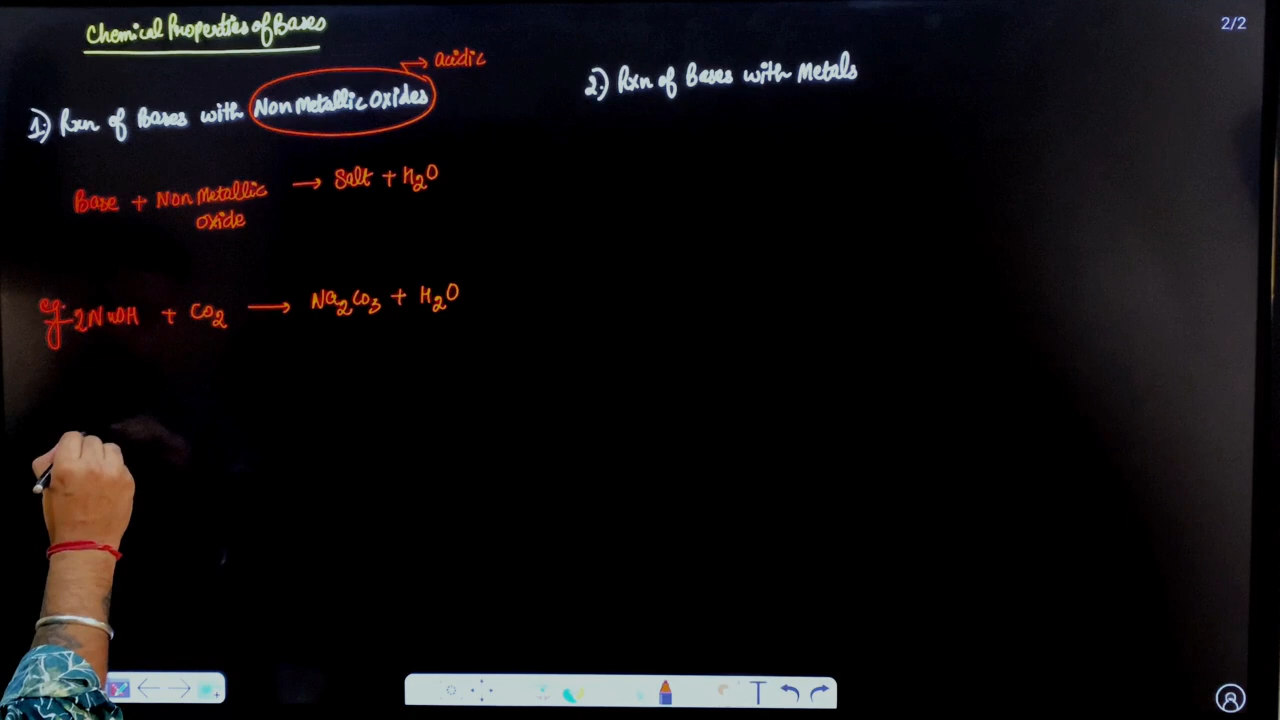 Chemical Properties of Bases
2/2
→ acidic
1.) Rxn of Bases with Non Metallic Oxides
Base + Non Metallic oxide → Salt + H₂O
eg. 2NaOH + CO₂ → Na₂CO₃ + H₂O
2.) Rxn of Bases with Metals
T